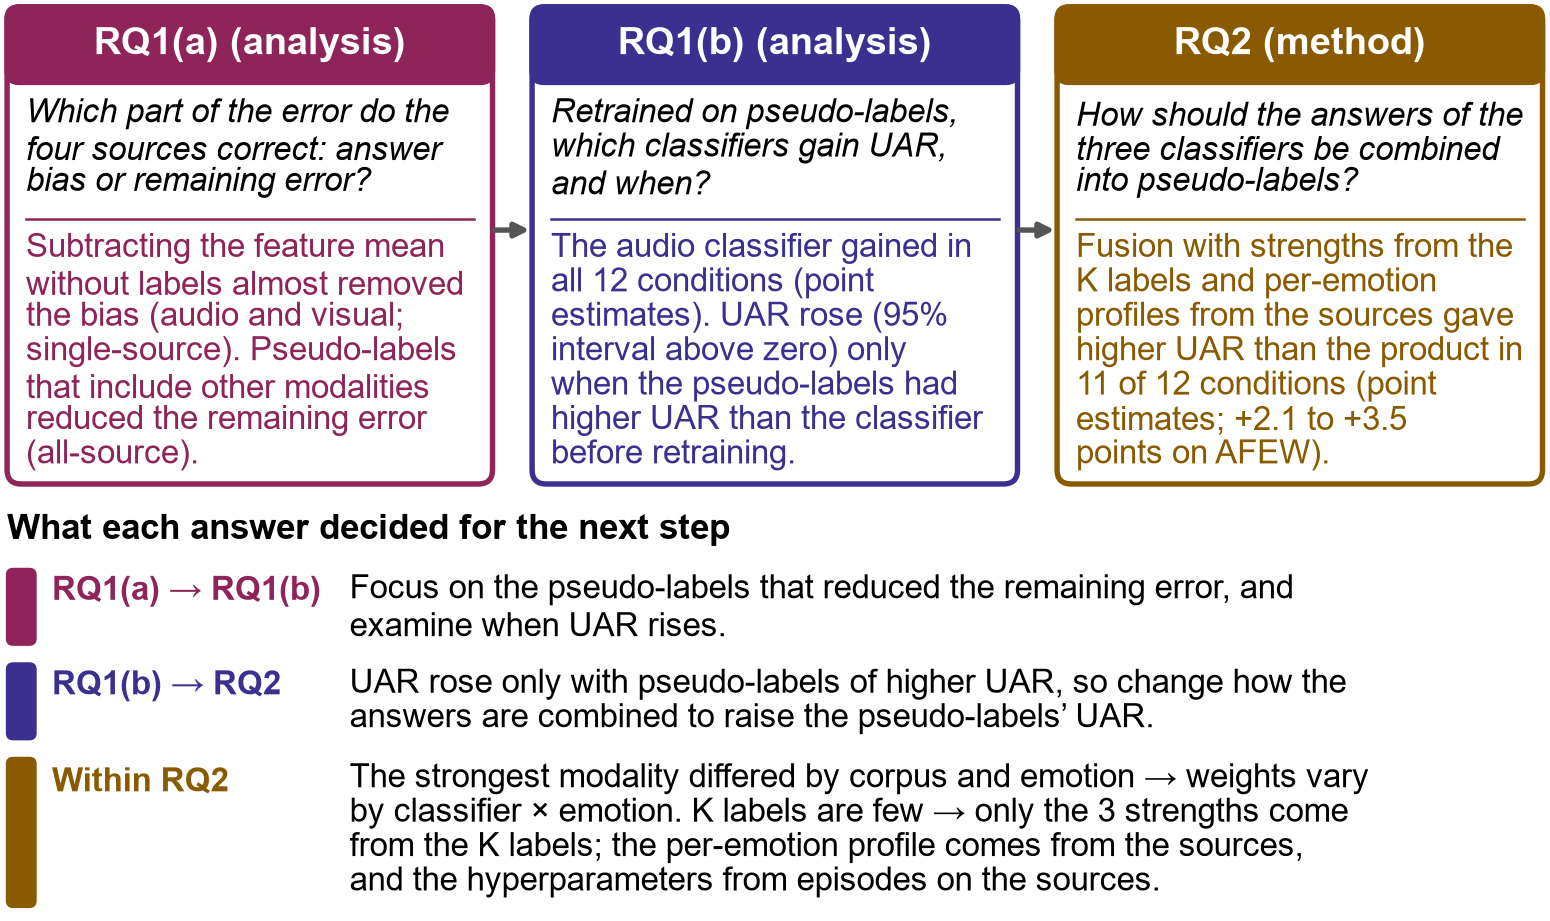 RQ1(a) (analysis)
Which part of the error do the
four sources correct: answer
bias or remaining error?
Subtracting the feature mean
without labels almost removed
the bias (audio and visual;
single-source). Pseudo-labels
that include other modalities
reduced the remaining error
(all-source).
RQ1(b) (analysis)
Retrained on pseudo-labels,
which classifiers gain UAR,
and when?
The audio classifier gained in
all 12 conditions (point
estimates). UAR rose (95%
interval above zero) only
when the pseudo-labels had
higher UAR than the classifier
before retraining.
RQ2 (method)
How should the answers of the
three classifiers be combined
into pseudo-labels?
Fusion with strengths from the
K labels and per-emotion
profiles from the sources gave
higher UAR than the product in
11 of 12 conditions (point
estimates; +2.1 to +3.5
points on AFEW).
What each answer decided for the next step
RQ1(a) → RQ1(b)
Focus on the pseudo-labels that reduced the remaining error, and
examine when UAR rises.
RQ1(b) → RQ2
UAR rose only with pseudo-labels of higher UAR, so change how the
answers are combined to raise the pseudo-labels’ UAR.
Within RQ2
The strongest modality differed by corpus and emotion → weights vary
by classifier × emotion. K labels are few → only the 3 strengths come
from the K labels; the per-emotion profile comes from the sources,
and the hyperparameters from episodes on the sources.